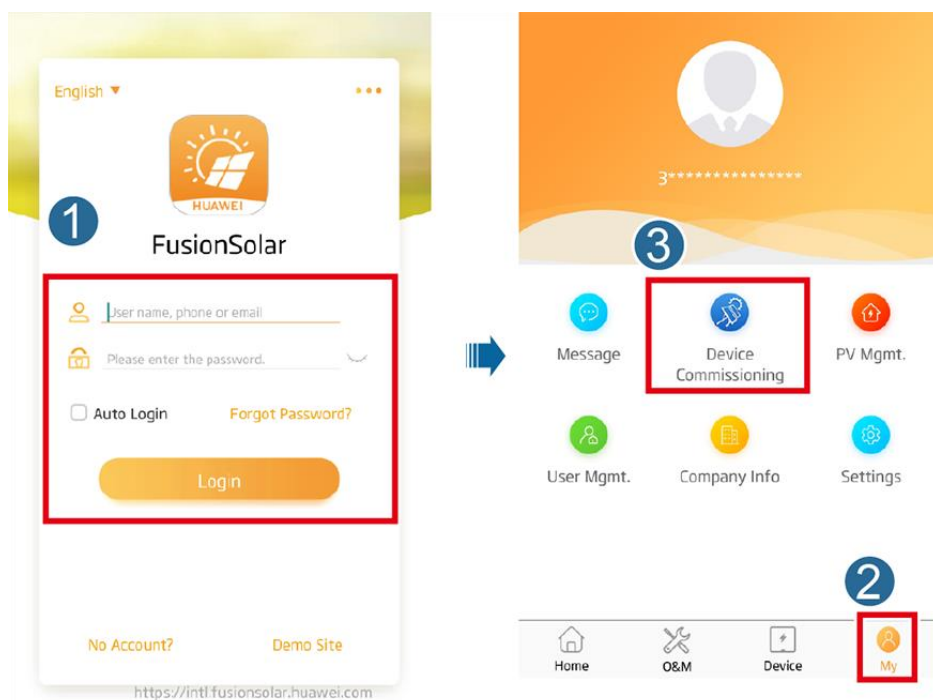 English
HUAWEI
1
FusionSolar
User name, phone or email
Please enter the password.
Auto Login
Forgot Password?
Login
No Account?
Demo Site
https://intl.fusionsolar.huawei.com
3***************
3
Message
Device
Commissioning
PV Mgmt.
User Mgmt.
Company Info
Settings
2
Home
O&M
Device
My